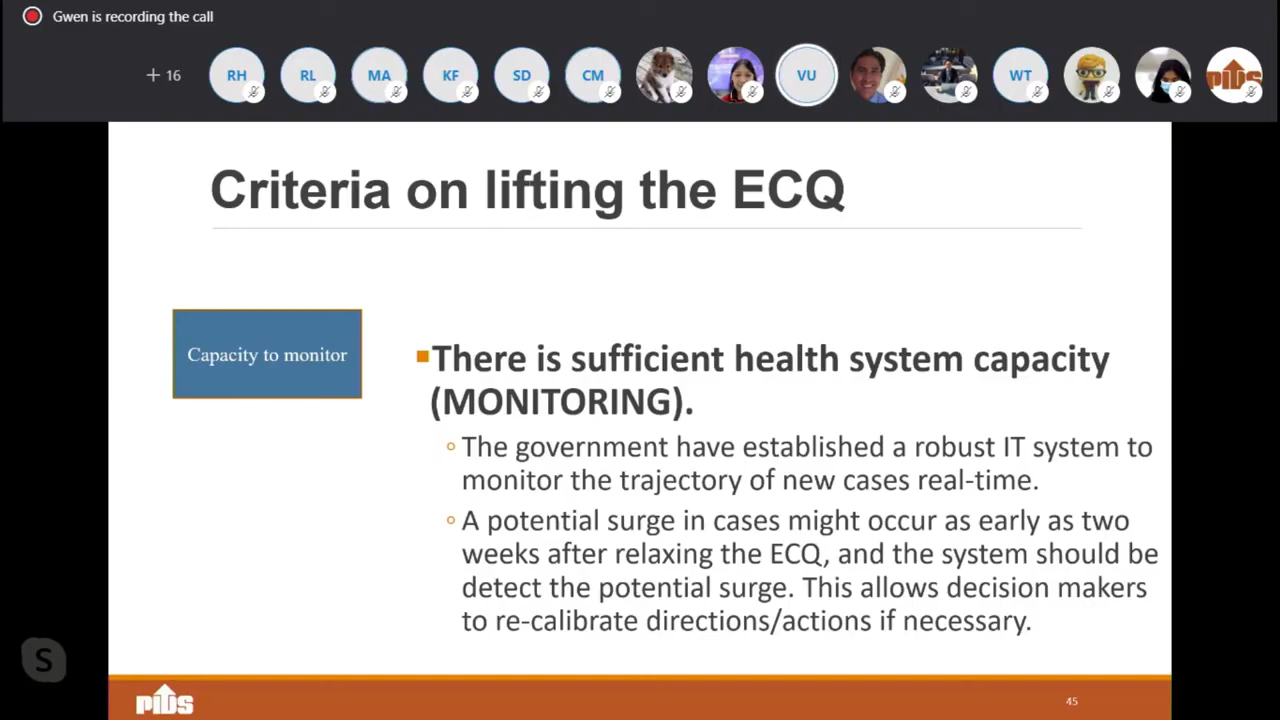 Gwen is recording the call
+ 16
RH
RL
MA
KF
SD
CM
VU
WT
PIDS
Criteria on lifting the ECQ
Capacity to monitor
There is sufficient health system capacity
(MONITORING).
The government have established a robust IT system to
monitor the trajectory of new cases real-time.
A potential surge in cases might occur as early as two
weeks after relaxing the ECQ, and the system should be
detect the potential surge. This allows decision makers
to re-calibrate directions/actions if necessary.
S
PIDS
45